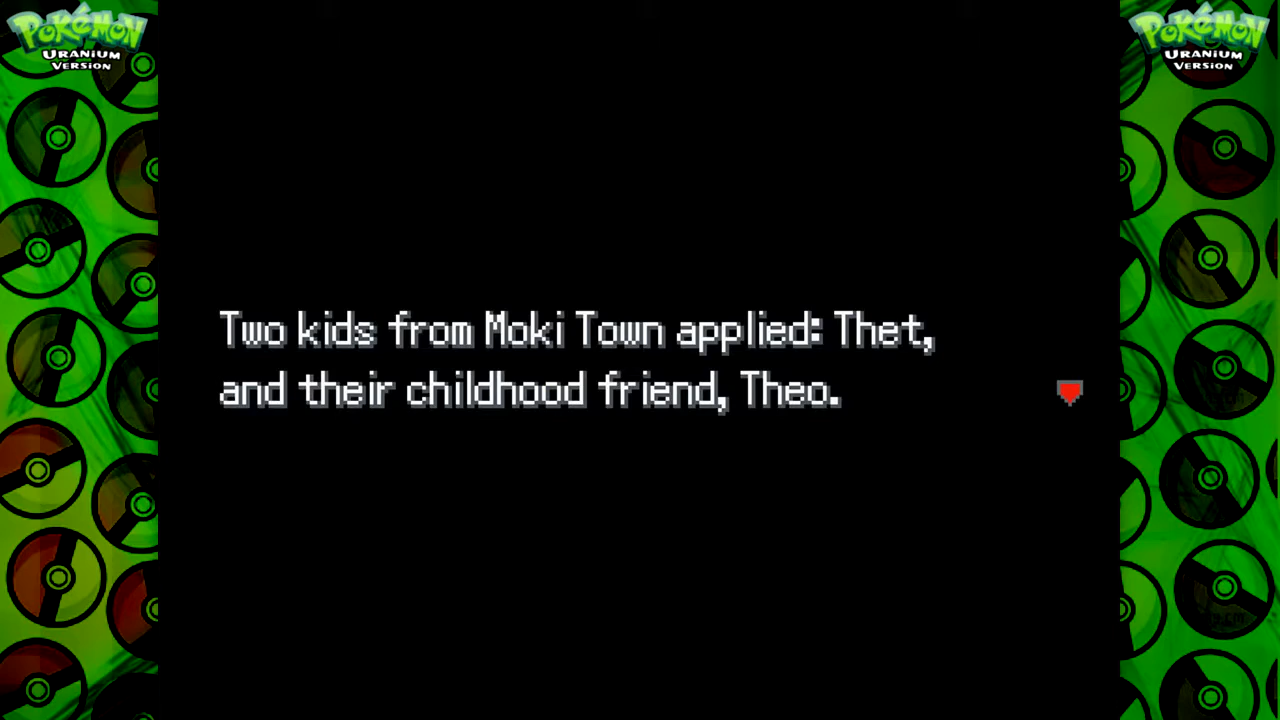 POKéMON
URANIUM
VERSION
POKéMON
URANIUM
VERSION
Two kids from Moki Town applied: Thet,
and their childhood friend, Theo.